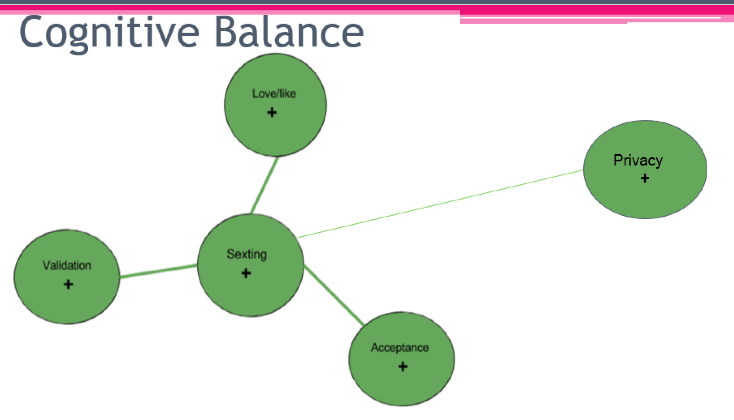 Cognitive Balance
Love/like
+
Privacy
+
Sexting
+
Validation
+
Acceptance
+